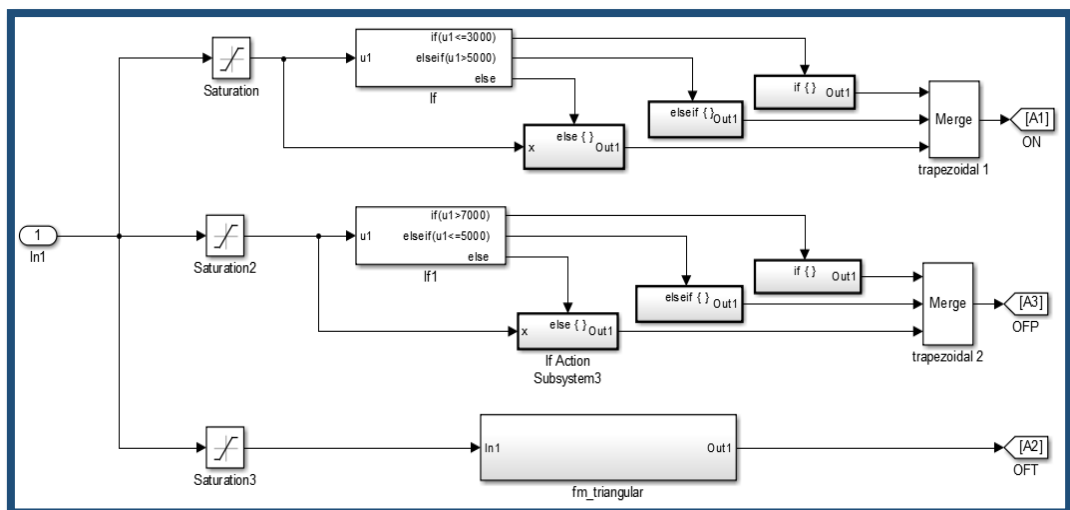 if(u1<=3000)
u1
elseif(u1>5000)
else
Saturation
If
if { }
Out1
elseif { }
Out1
else { }
x
Out1
Merge
[A1]
ON
trapezoidal 1
1
In1
Saturation2
if(u1>7000)
u1
elseif(u1<=5000)
else
If1
if { }
Out1
elseif { }
Out1
else { }
x
Out1
If Action
Subsystem3
Merge
[A3]
OFP
trapezoidal 2
Saturation3
In1
Out1
fm_triangular
[A2]
OFT